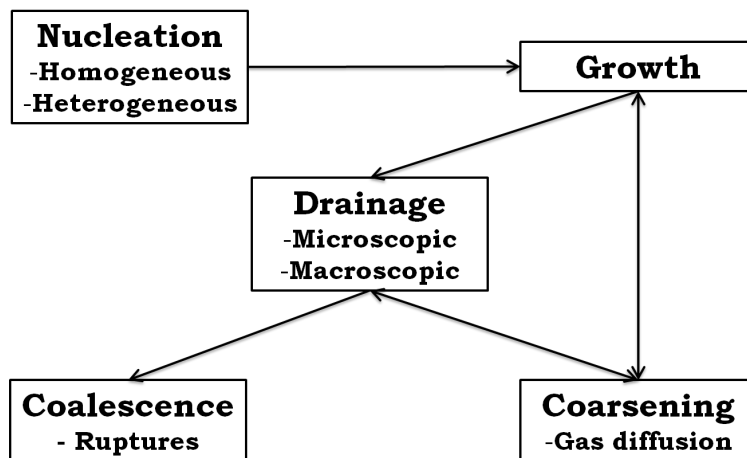 Nucleation
-Homogeneous
-Heterogeneous
Growth
Drainage
-Microscopic
-Macroscopic
Coalescence
- Ruptures
Coarsening
-Gas diffusion